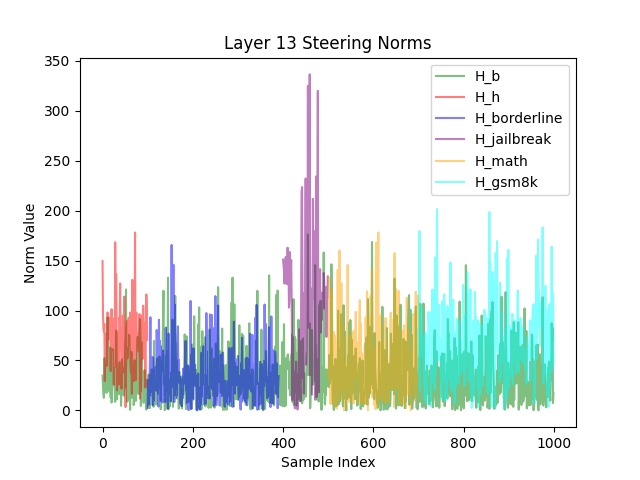 Layer 13 Steering Norms
350
300
250
200
150
100
50
0
Norm Value
H_b
H_h
H_borderline
H_jailbreak
H_math
H_gsm8k
0 200 400 600 800 1000
Sample Index